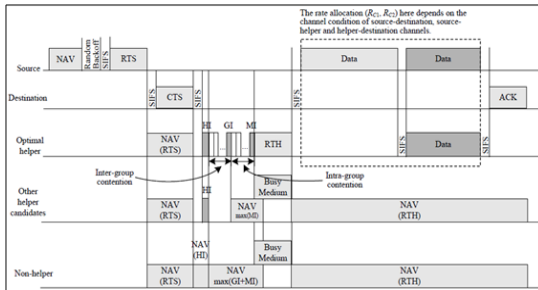 The rate allocation (RC1, RC2) here depends on the
channel condition of source-destination, source-
helper and helper-destination channels.
Source
NAV
Random
Backoff
SIFS
RTS
Data
Data
Destination
SIFS
CTS
SIFS
SIFS
ACK
Optimal
helper
NAV
(RTS)
HI
GI
MI
...
...
RTH
SIFS
Data
SIFS
Inter-group
contention
Intra-group
contention
Other
helper
candidates
NAV
(RTS)
HI
NAV
max(MI)
Busy
Medium
NAV
(RTH)
Non-helper
NAV
(RTS)
NAV
(HI)
NAV
max(GI+MI)
Busy
Medium
NAV
(RTH)